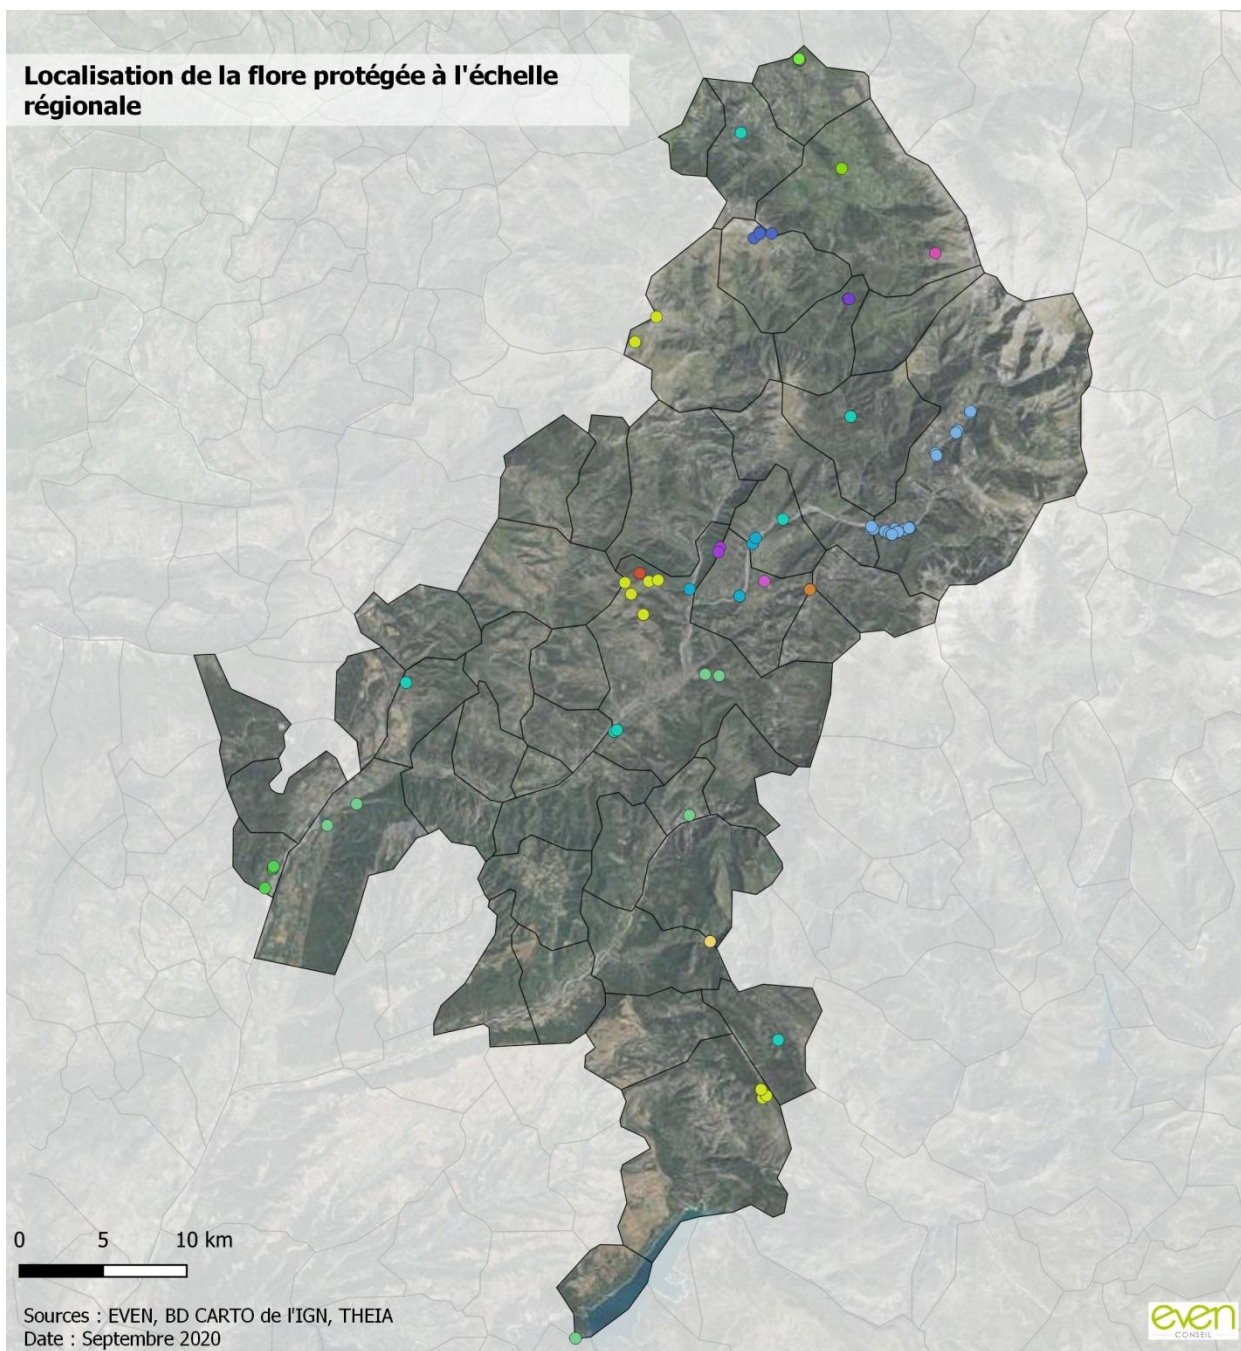 Localisation de la flore protégée à l'échelle
régionale
0 5 10 km
Sources : EVEN, BD CARTO de l'IGN, THEIA
Date : Septembre 2020
even
CONSEIL